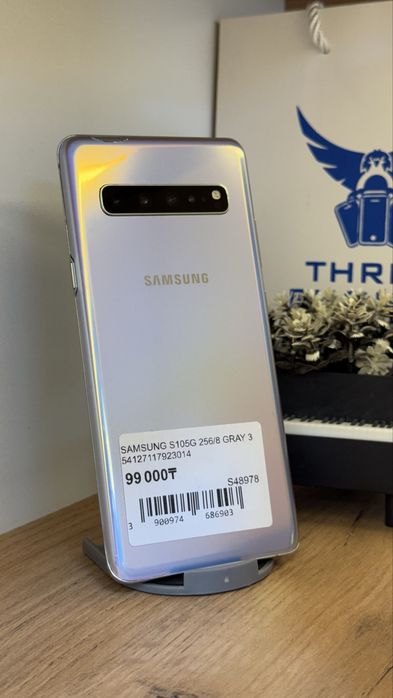 THR
SAMSUNG
SAMSUNG S105G 256/8 GRAY 3
54127117923014
99 000₸
S48978
3 900974 686903